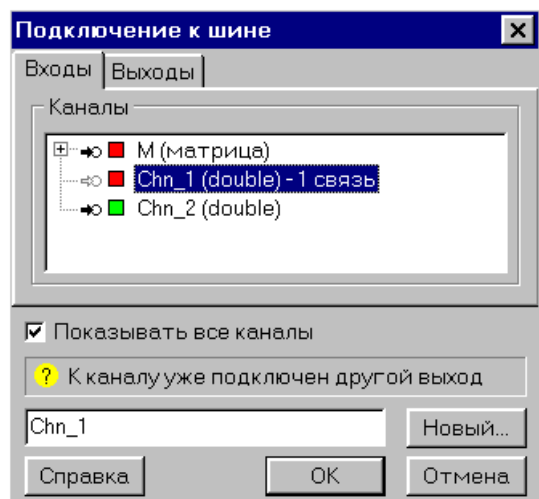 Подключение к шине
Входы Выходы
Каналы
М (матрица)
Chn_1 (double) - 1 связь
Chn_2 (double)
Показывать все каналы
? К каналу уже подключен другой выход
Chn_1 Новый...
Справка ОК Отмена